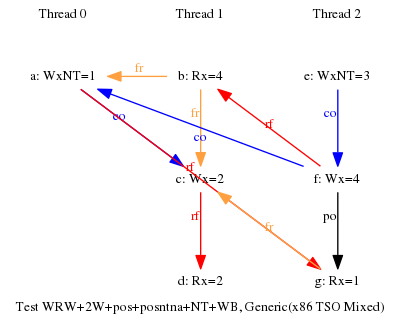 Thread 0 Thread 1 Thread 2
fr
a: WxNT=1 b: Rx=4 e: WxNT=3
co fr rf co
co
rf
c: Wx=2 f: Wx=4
rf fr po
d: Rx=2 g: Rx=1
Test WRW+2W+pos+posntna+NT+WB, Generic(x86 TSO Mixed)